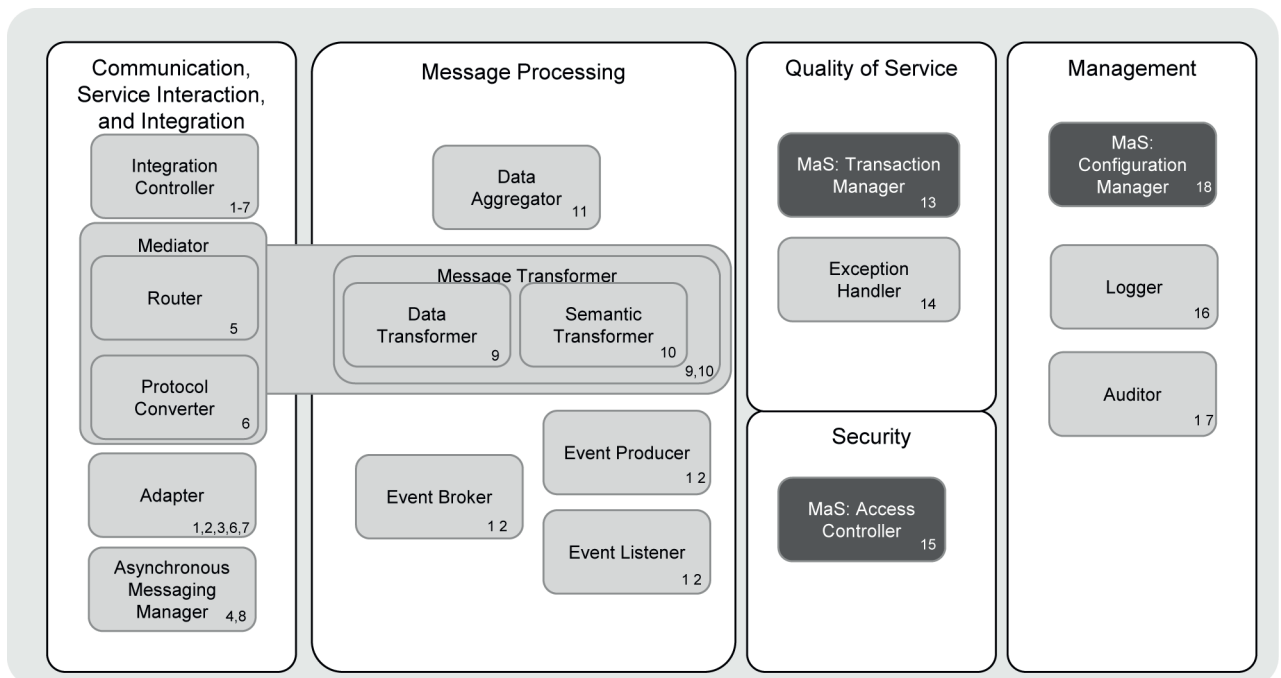 Communication,
Service Interaction,
and Integration
Integration
Controller
1-7
Mediator
Router
5
Protocol
Converter
6
Adapter
1,2,3,6,7
Asynchronous
Messaging
Manager
4,8
Message Processing
Data
Aggregator
11
Message Transformer
Data
Transformer
9
Semantic
Transformer
10
9,10
Event Broker
1 2
Event Producer
1 2
Event Listener
1 2
Quality of Service
MaS: Transaction
Manager
13
Exception
Handler
14
Security
MaS: Access
Controller
15
Management
MaS:
Configuration
Manager
18
Logger
16
Auditor
1 7